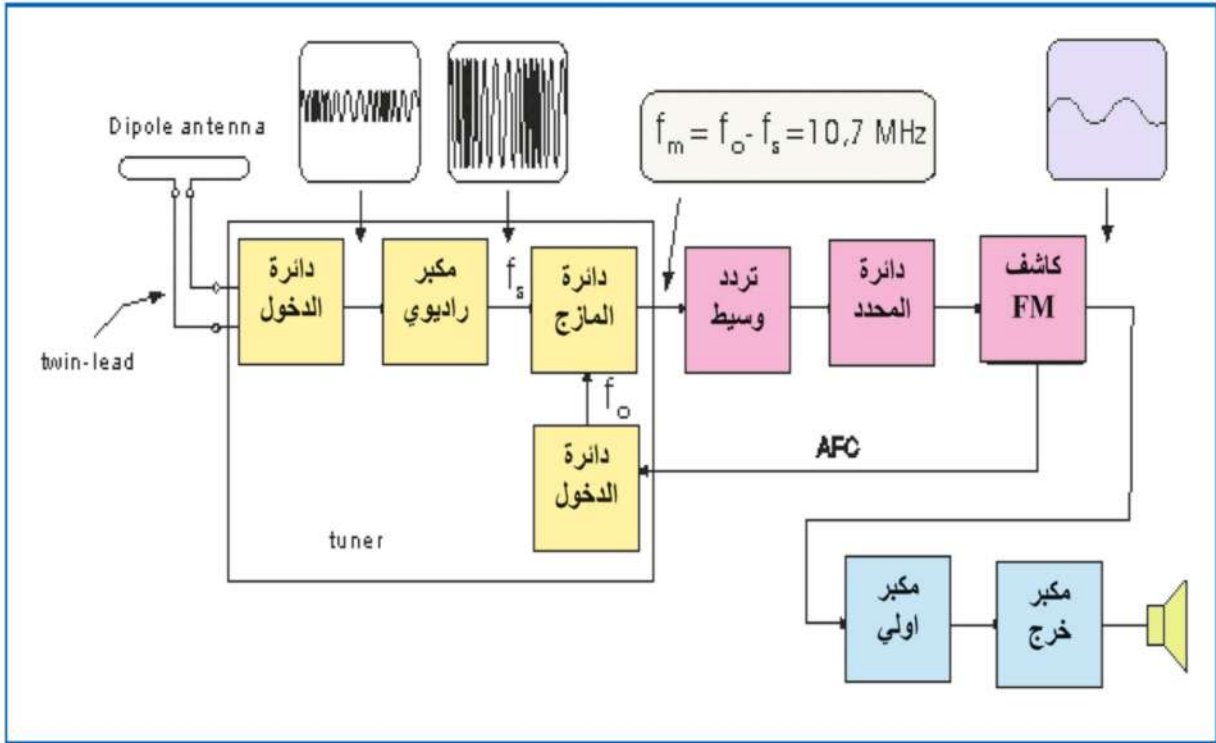 Dipole antenna
twin-lead
دائرة
الدخول
مكبر
راديوي
fs
دائرة
المازج
fo
دائرة
الدخول
tuner
fm = fo- fs =10,7 MHz
تردد
وسيط
دائرة
المحدد
كاشف
FM
AFC
مكبر
اولي
مكبر
خرج